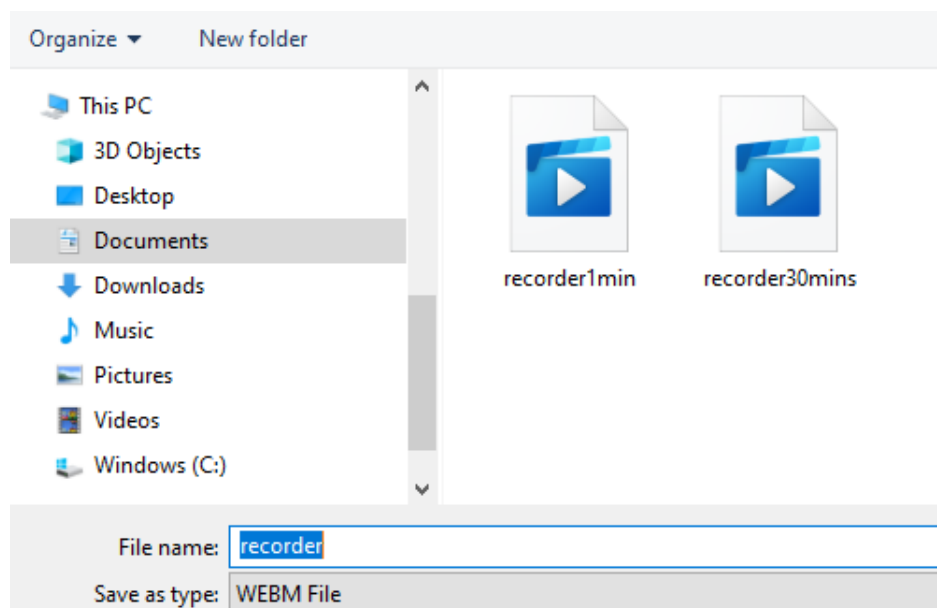 Organize New folder
This PC
3D Objects
Desktop
Documents
Downloads
Music
Pictures
Videos
Windows (C:)
recorder1min recorder30mins
File name: recorder
Save as type: WEBM File